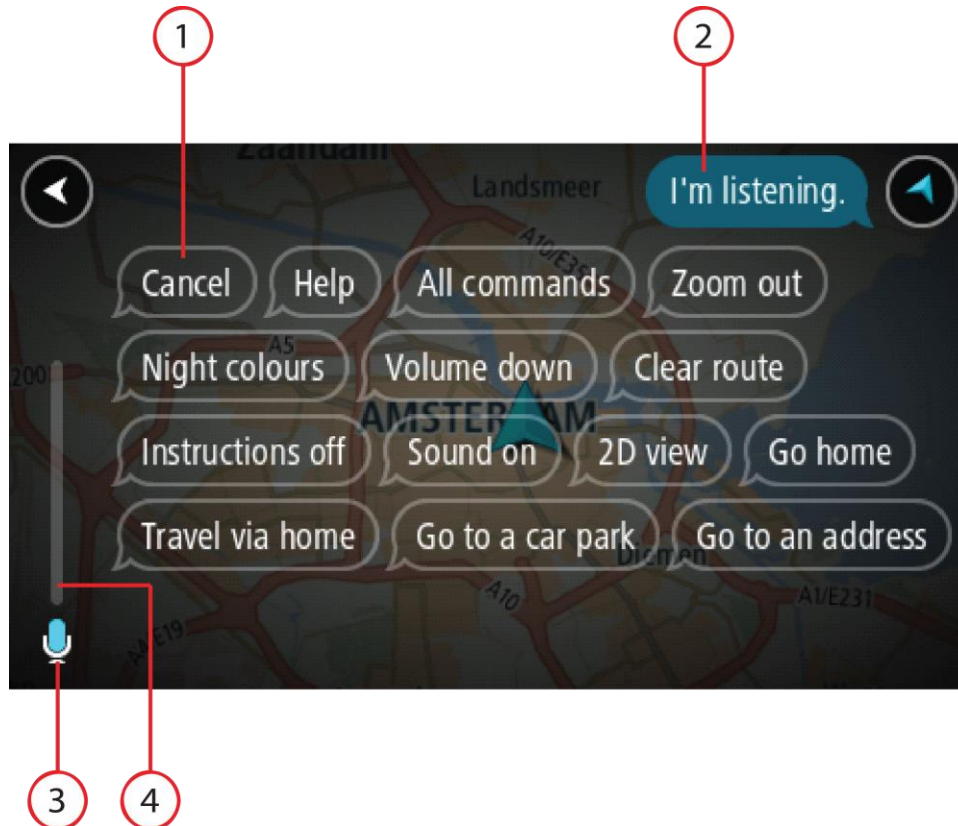 1 2
Zaandam
Landsmeer
I'm listening.
A10/E35
Cancel Help All commands Zoom out
A5
200
Night colours Volume down Clear route
AMSTERDAM
Instructions off Sound on 2D view Go home
Travel via home Go to a car park Go to an address
Diemen
A10
A1/E231
A4/E19
3 4